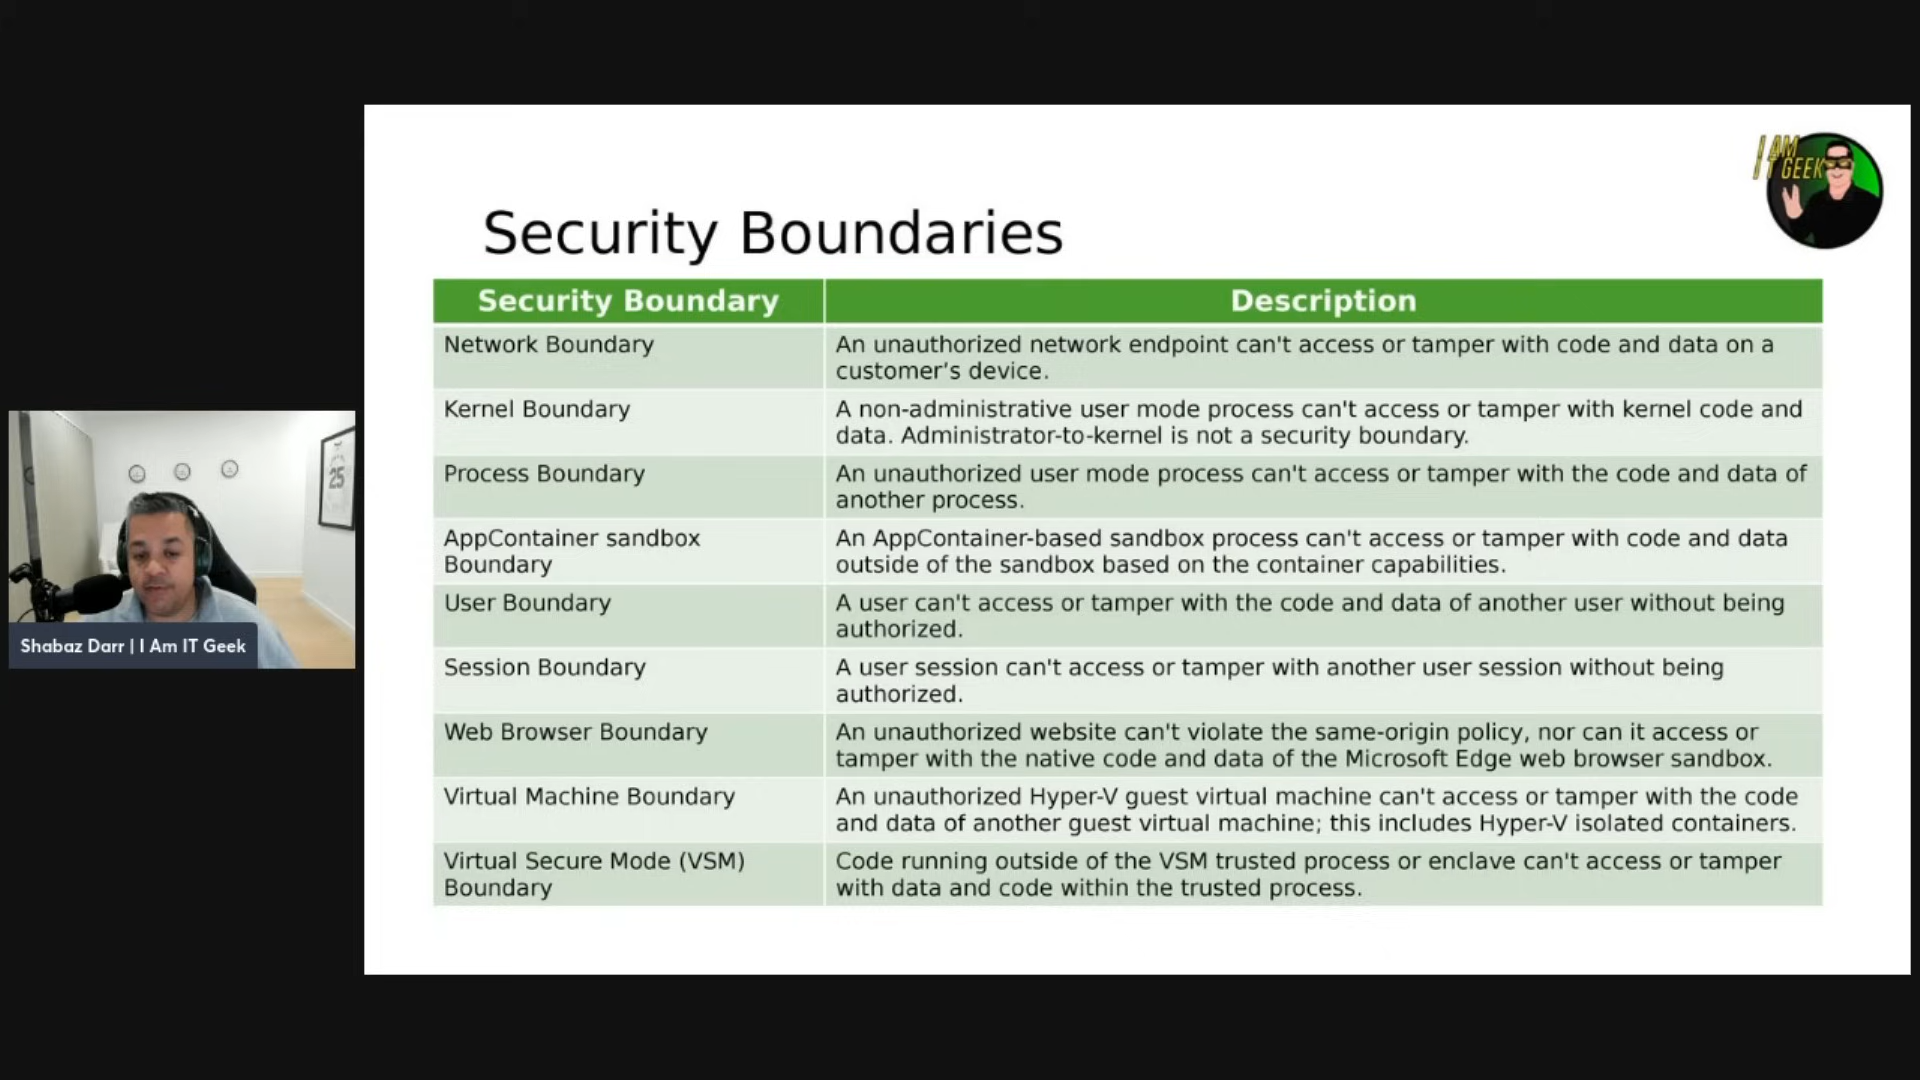 I AM
IT GEEK
Security Boundaries
Security Boundary
Description
Network Boundary
An unauthorized network endpoint can't access or tamper with code and data on a
customer’s device.
Kernel Boundary
A non-administrative user mode process can't access or tamper with kernel code and
data. Administrator-to-kernel is not a security boundary.
Process Boundary
An unauthorized user mode process can't access or tamper with the code and data of
another process.
AppContainer sandbox
Boundary
An AppContainer-based sandbox process can't access or tamper with code and data
outside of the sandbox based on the container capabilities.
User Boundary
A user can't access or tamper with the code and data of another user without being
authorized.
Session Boundary
A user session can't access or tamper with another user session without being
authorized.
Web Browser Boundary
An unauthorized website can't violate the same-origin policy, nor can it access or
tamper with the native code and data of the Microsoft Edge web browser sandbox.
Virtual Machine Boundary
An unauthorized Hyper-V guest virtual machine can't access or tamper with the code
and data of another guest virtual machine; this includes Hyper-V isolated containers.
Virtual Secure Mode (VSM)
Boundary
Code running outside of the VSM trusted process or enclave can't access or tamper
with data and code within the trusted process.
25
Shabaz Darr | I Am IT Geek